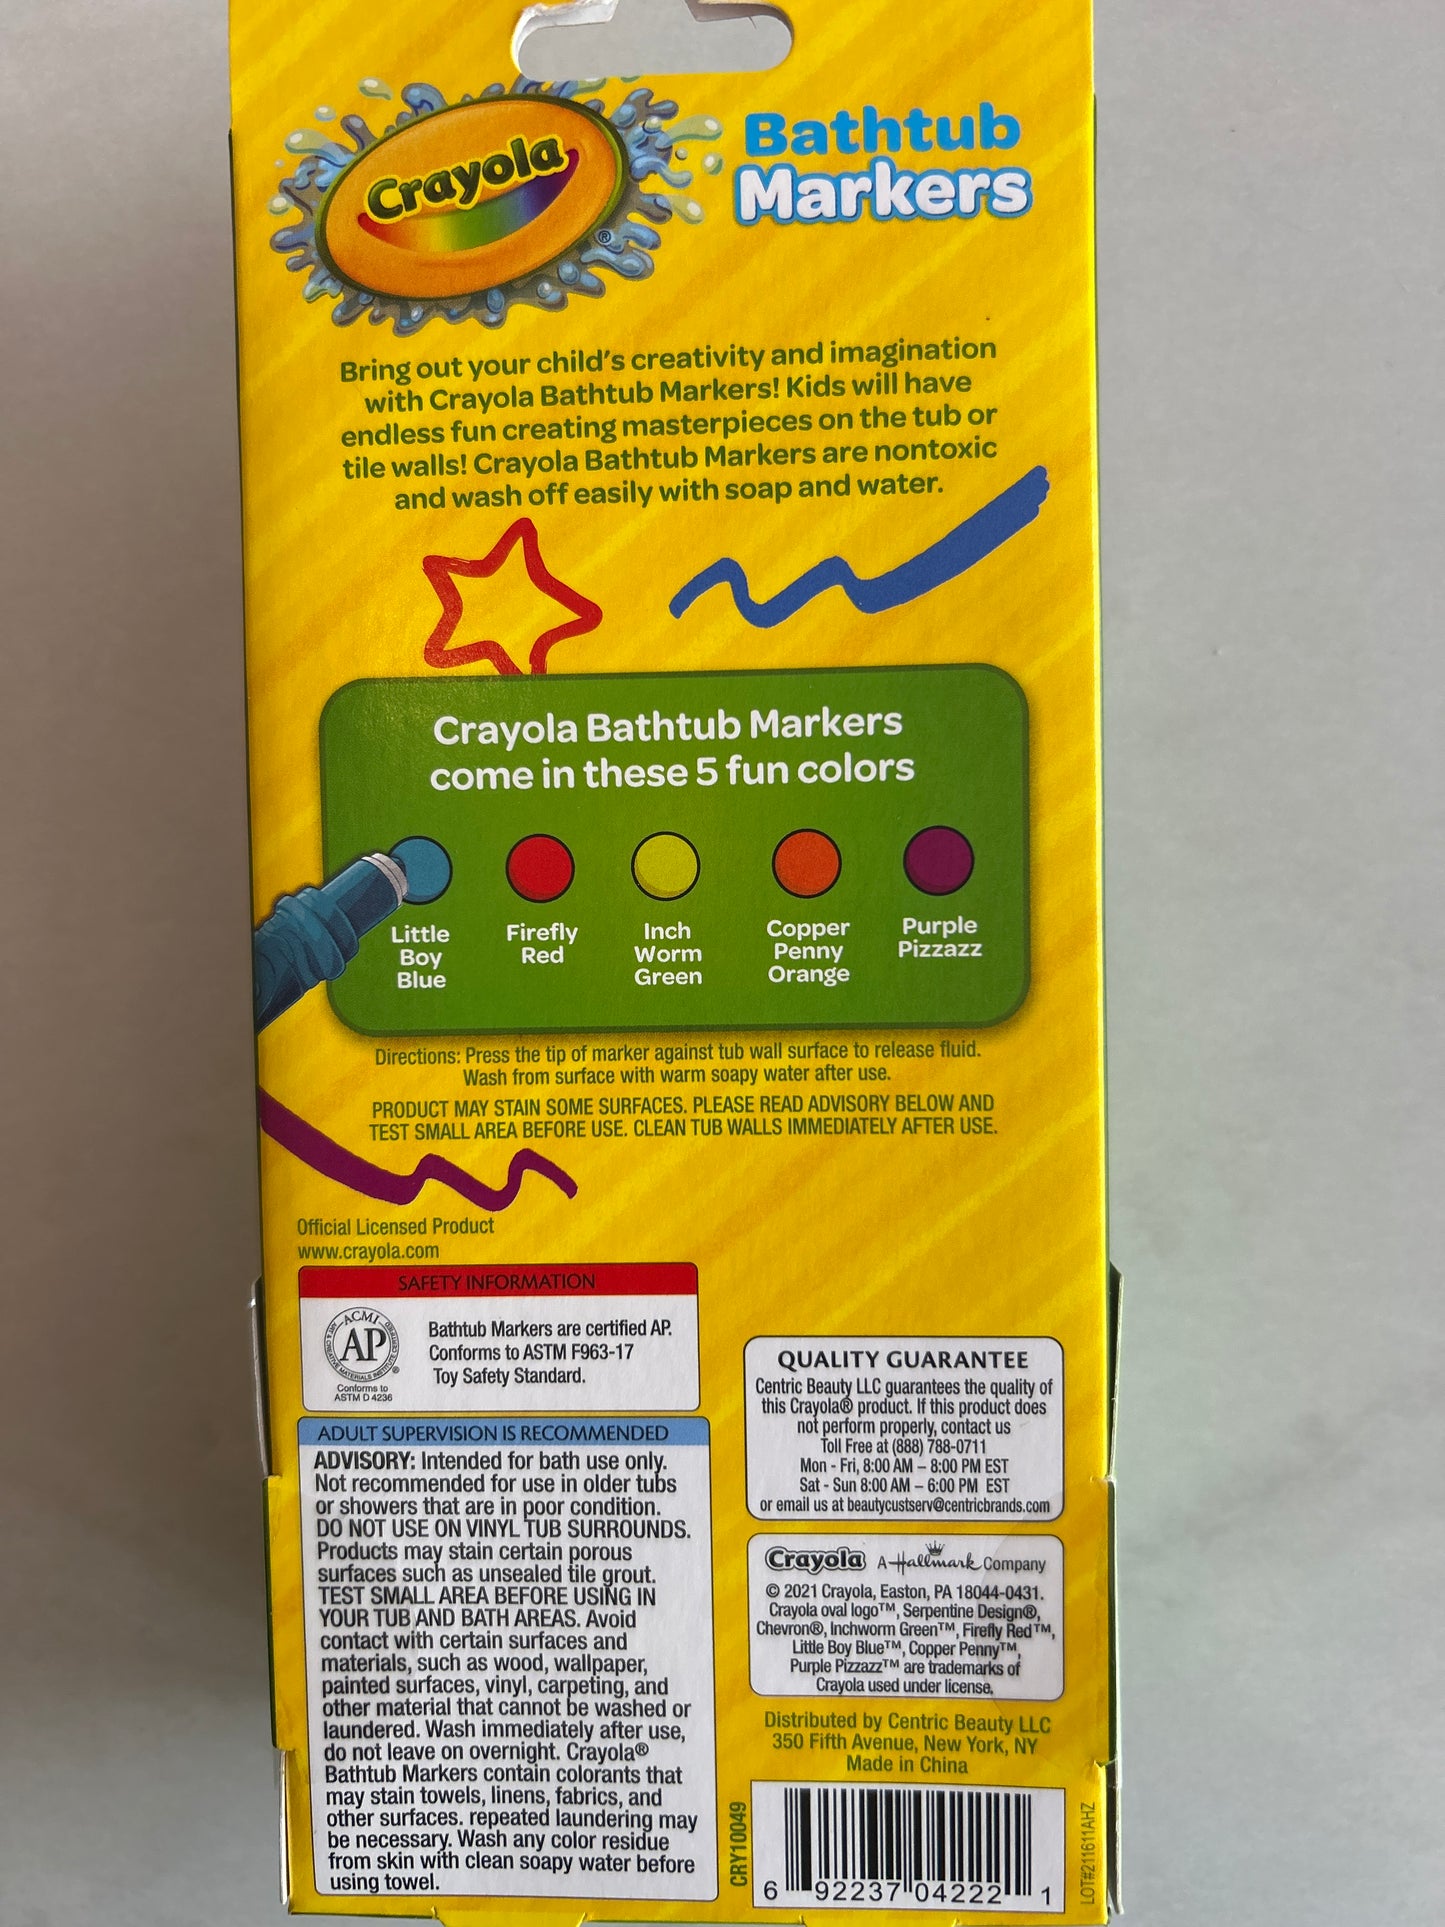 Crayola
®
Bathtub
Markers
Bring out your child's creativity and imagination
with Crayola Bathtub Markers! Kids will have
endless fun creating masterpieces on the tub or
tile walls! Crayola Bathtub Markers are nontoxic
and wash off easily with soap and water.
Crayola Bathtub Markers
come in these 5 fun colors
Little
Boy
Blue
Firefly
Red
Inch
Worm
Green
Copper
Penny
Orange
Purple
Pizzazz
Directions: Press the tip of marker against tub wall surface to release fluid.
Wash from surface with warm soapy water after use.
PRODUCT MAY STAIN SOME SURFACES. PLEASE READ ADVISORY BELOW AND
TEST SMALL AREA BEFORE USE. CLEAN TUB WALLS IMMEDIATELY AFTER USE.
Official Licensed Product
www.crayola.com
SAFETY INFORMATION
ACMI
AP
ART & CREATIVE MATERIALS INSTITUTE CERTIFIED
®
Conforms to
ASTM D 4236
Bathtub Markers are certified AP.
Conforms to ASTM F963-17
Toy Safety Standard.
ADULT SUPERVISION IS RECOMMENDED
ADVISORY: Intended for bath use only.
Not recommended for use in older tubs
or showers that are in poor condition.
DO NOT USE ON VINYL TUB SURROUNDS.
Products may stain certain porous
surfaces such as unsealed tile grout.
TEST SMALL AREA BEFORE USING IN
YOUR TUB AND BATH AREAS. Avoid
contact with certain surfaces and
materials, such as wood, wallpaper,
painted surfaces, vinyl, carpeting, and
other material that cannot be washed or
laundered. Wash immediately after use,
do not leave on overnight. Crayola®
Bathtub Markers contain colorants that
may stain towels, linens, fabrics, and
other surfaces. repeated laundering may
be necessary. Wash any color residue
from skin with clean soapy water before
using towel.
QUALITY GUARANTEE
Centric Beauty LLC guarantees the quality of
this Crayola® product. If this product does
not perform properly, contact us
Toll Free at (888) 788-0711
Mon - Fri, 8:00 AM – 8:00 PM EST
Sat - Sun 8:00 AM – 6:00 PM EST
or email us at beautycustserv@centricbrands.com
Crayola A Hallmark Company
© 2021 Crayola, Easton, PA 18044-0431.
Crayola oval logo™, Serpentine Design®,
Chevron®, Inchworm Green™, Firefly Red™,
Little Boy Blue™, Copper Penny™,
Purple Pizzazz™ are trademarks of
Crayola used under license.
Distributed by Centric Beauty LLC
350 Fifth Avenue, New York, NY
Made in China
CRY10049
6 92237 04222 1
LOT#211611AHZ